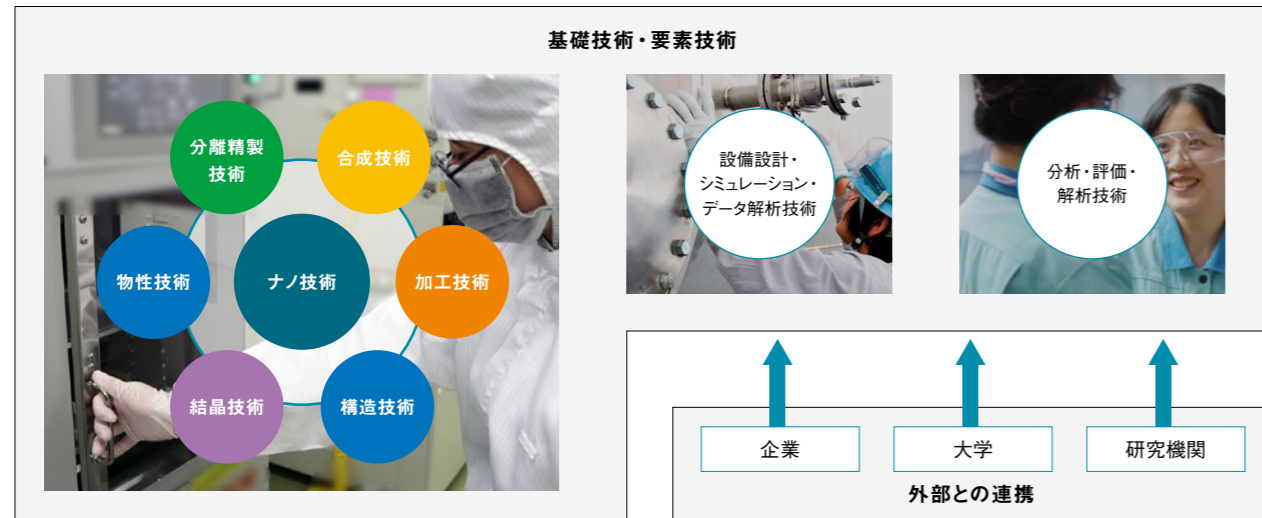 基礎技術・要素技術
分離精製
技術
合成技術
物性技術
ナノ技術
加工技術
結晶技術
構造技術
設備設計・
シミュレーション・
データ解析技術
分析・評価・
解析技術
企業
大学
研究機関
外部との連携